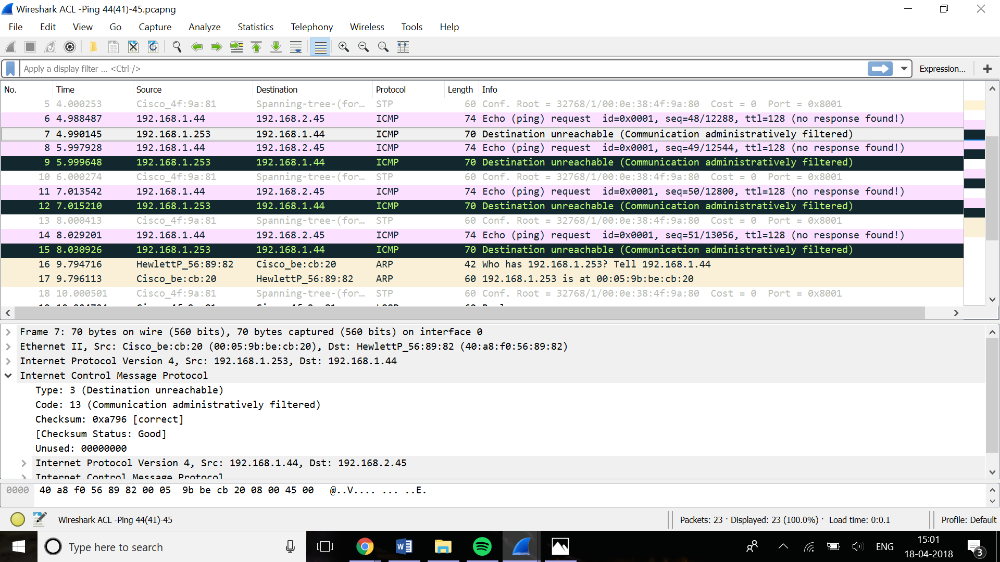 Wireshark ACL -Ping 44(41)-45.pcapng
File Edit View Go Capture Analyze Statistics Telephony Wireless Tools Help
Apply a display filter ... <Ctrl-/> Expression... +
No. Time Source Destination Protocol Length Info
5 4.000253 Cisco_4f:9a:81 Spanning-tree-(for… STP 60 Conf. Root = 32768/1/00:0e:38:4f:9a:80 Cost = 0 Port = 0x8001
6 4.988487 192.168.1.44 192.168.2.45 ICMP 74 Echo (ping) request id=0x0001, seq=48/12288, ttl=128 (no response found!)
7 4.990145 192.168.1.253 192.168.1.44 ICMP 70 Destination unreachable (Communication administratively filtered)
8 5.997928 192.168.1.44 192.168.2.45 ICMP 74 Echo (ping) request id=0x0001, seq=49/12544, ttl=128 (no response found!)
9 5.999648 192.168.1.253 192.168.1.44 ICMP 70 Destination unreachable (Communication administratively filtered)
10 6.000274 Cisco_4f:9a:81 Spanning-tree-(for… STP 60 Conf. Root = 32768/1/00:0e:38:4f:9a:80 Cost = 0 Port = 0x8001
11 7.013542 192.168.1.44 192.168.2.45 ICMP 74 Echo (ping) request id=0x0001, seq=50/12800, ttl=128 (no response found!)
12 7.015210 192.168.1.253 192.168.1.44 ICMP 70 Destination unreachable (Communication administratively filtered)
13 8.000413 Cisco_4f:9a:81 Spanning-tree-(for… STP 60 Conf. Root = 32768/1/00:0e:38:4f:9a:80 Cost = 0 Port = 0x8001
14 8.029201 192.168.1.44 192.168.2.45 ICMP 74 Echo (ping) request id=0x0001, seq=51/13056, ttl=128 (no response found!)
15 8.030926 192.168.1.253 192.168.1.44 ICMP 70 Destination unreachable (Communication administratively filtered)
16 9.794716 HewlettP_56:89:82 Cisco_be:cb:20 ARP 42 Who has 192.168.1.253? Tell 192.168.1.44
17 9.796113 Cisco_be:cb:20 HewlettP_56:89:82 ARP 60 192.168.1.253 is at 00:05:9b:be:cb:20
18 10.000501 Cisco_4f:9a:81 Spanning-tree-(for… STP 60 Conf. Root = 32768/1/00:0e:38:4f:9a:80 Cost = 0 Port = 0x8001
Frame 7: 70 bytes on wire (560 bits), 70 bytes captured (560 bits) on interface 0
Ethernet II, Src: Cisco_be:cb:20 (00:05:9b:be:cb:20), Dst: HewlettP_56:89:82 (40:a8:f0:56:89:82)
Internet Protocol Version 4, Src: 192.168.1.253, Dst: 192.168.1.44
Internet Control Message Protocol
Type: 3 (Destination unreachable)
Code: 13 (Communication administratively filtered)
Checksum: 0xa796 [correct]
[Checksum Status: Good]
Unused: 00000000
Internet Protocol Version 4, Src: 192.168.1.44, Dst: 192.168.2.45
Internet Control Message Protocol
0000 40 a8 f0 56 89 82 00 05 9b be cb 20 08 00 45 00 @..V.... ... ..E.
Wireshark ACL -Ping 44(41)-45 Packets: 23 · Displayed: 23 (100.0%) · Load time: 0:0.1 Profile: Default
Type here to search ENG 15:01
18-04-2018 3